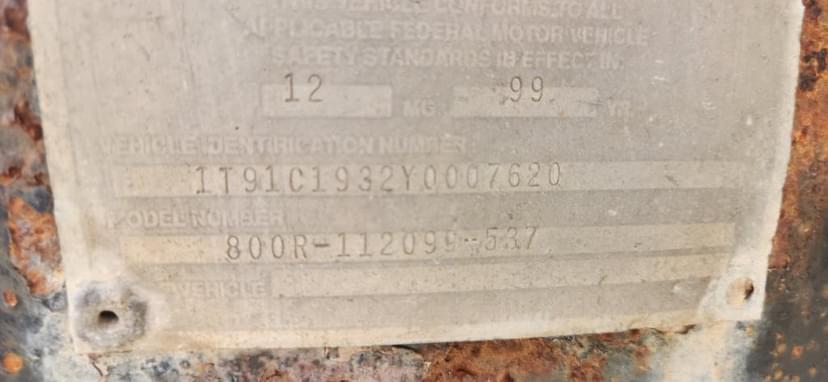 THIS VEHICLE CONFORMS TO ALL
APPLICABLE FEDERAL MOTOR VEHICLE
SAFETY STANDARDS IN EFFECT IN:
12 MO 99 YR
VEHICLE IDENTIFICATION NUMBER:
1T91C1932Y0007620
MODEL NUMBER
800R-112099-537
VEHICLE